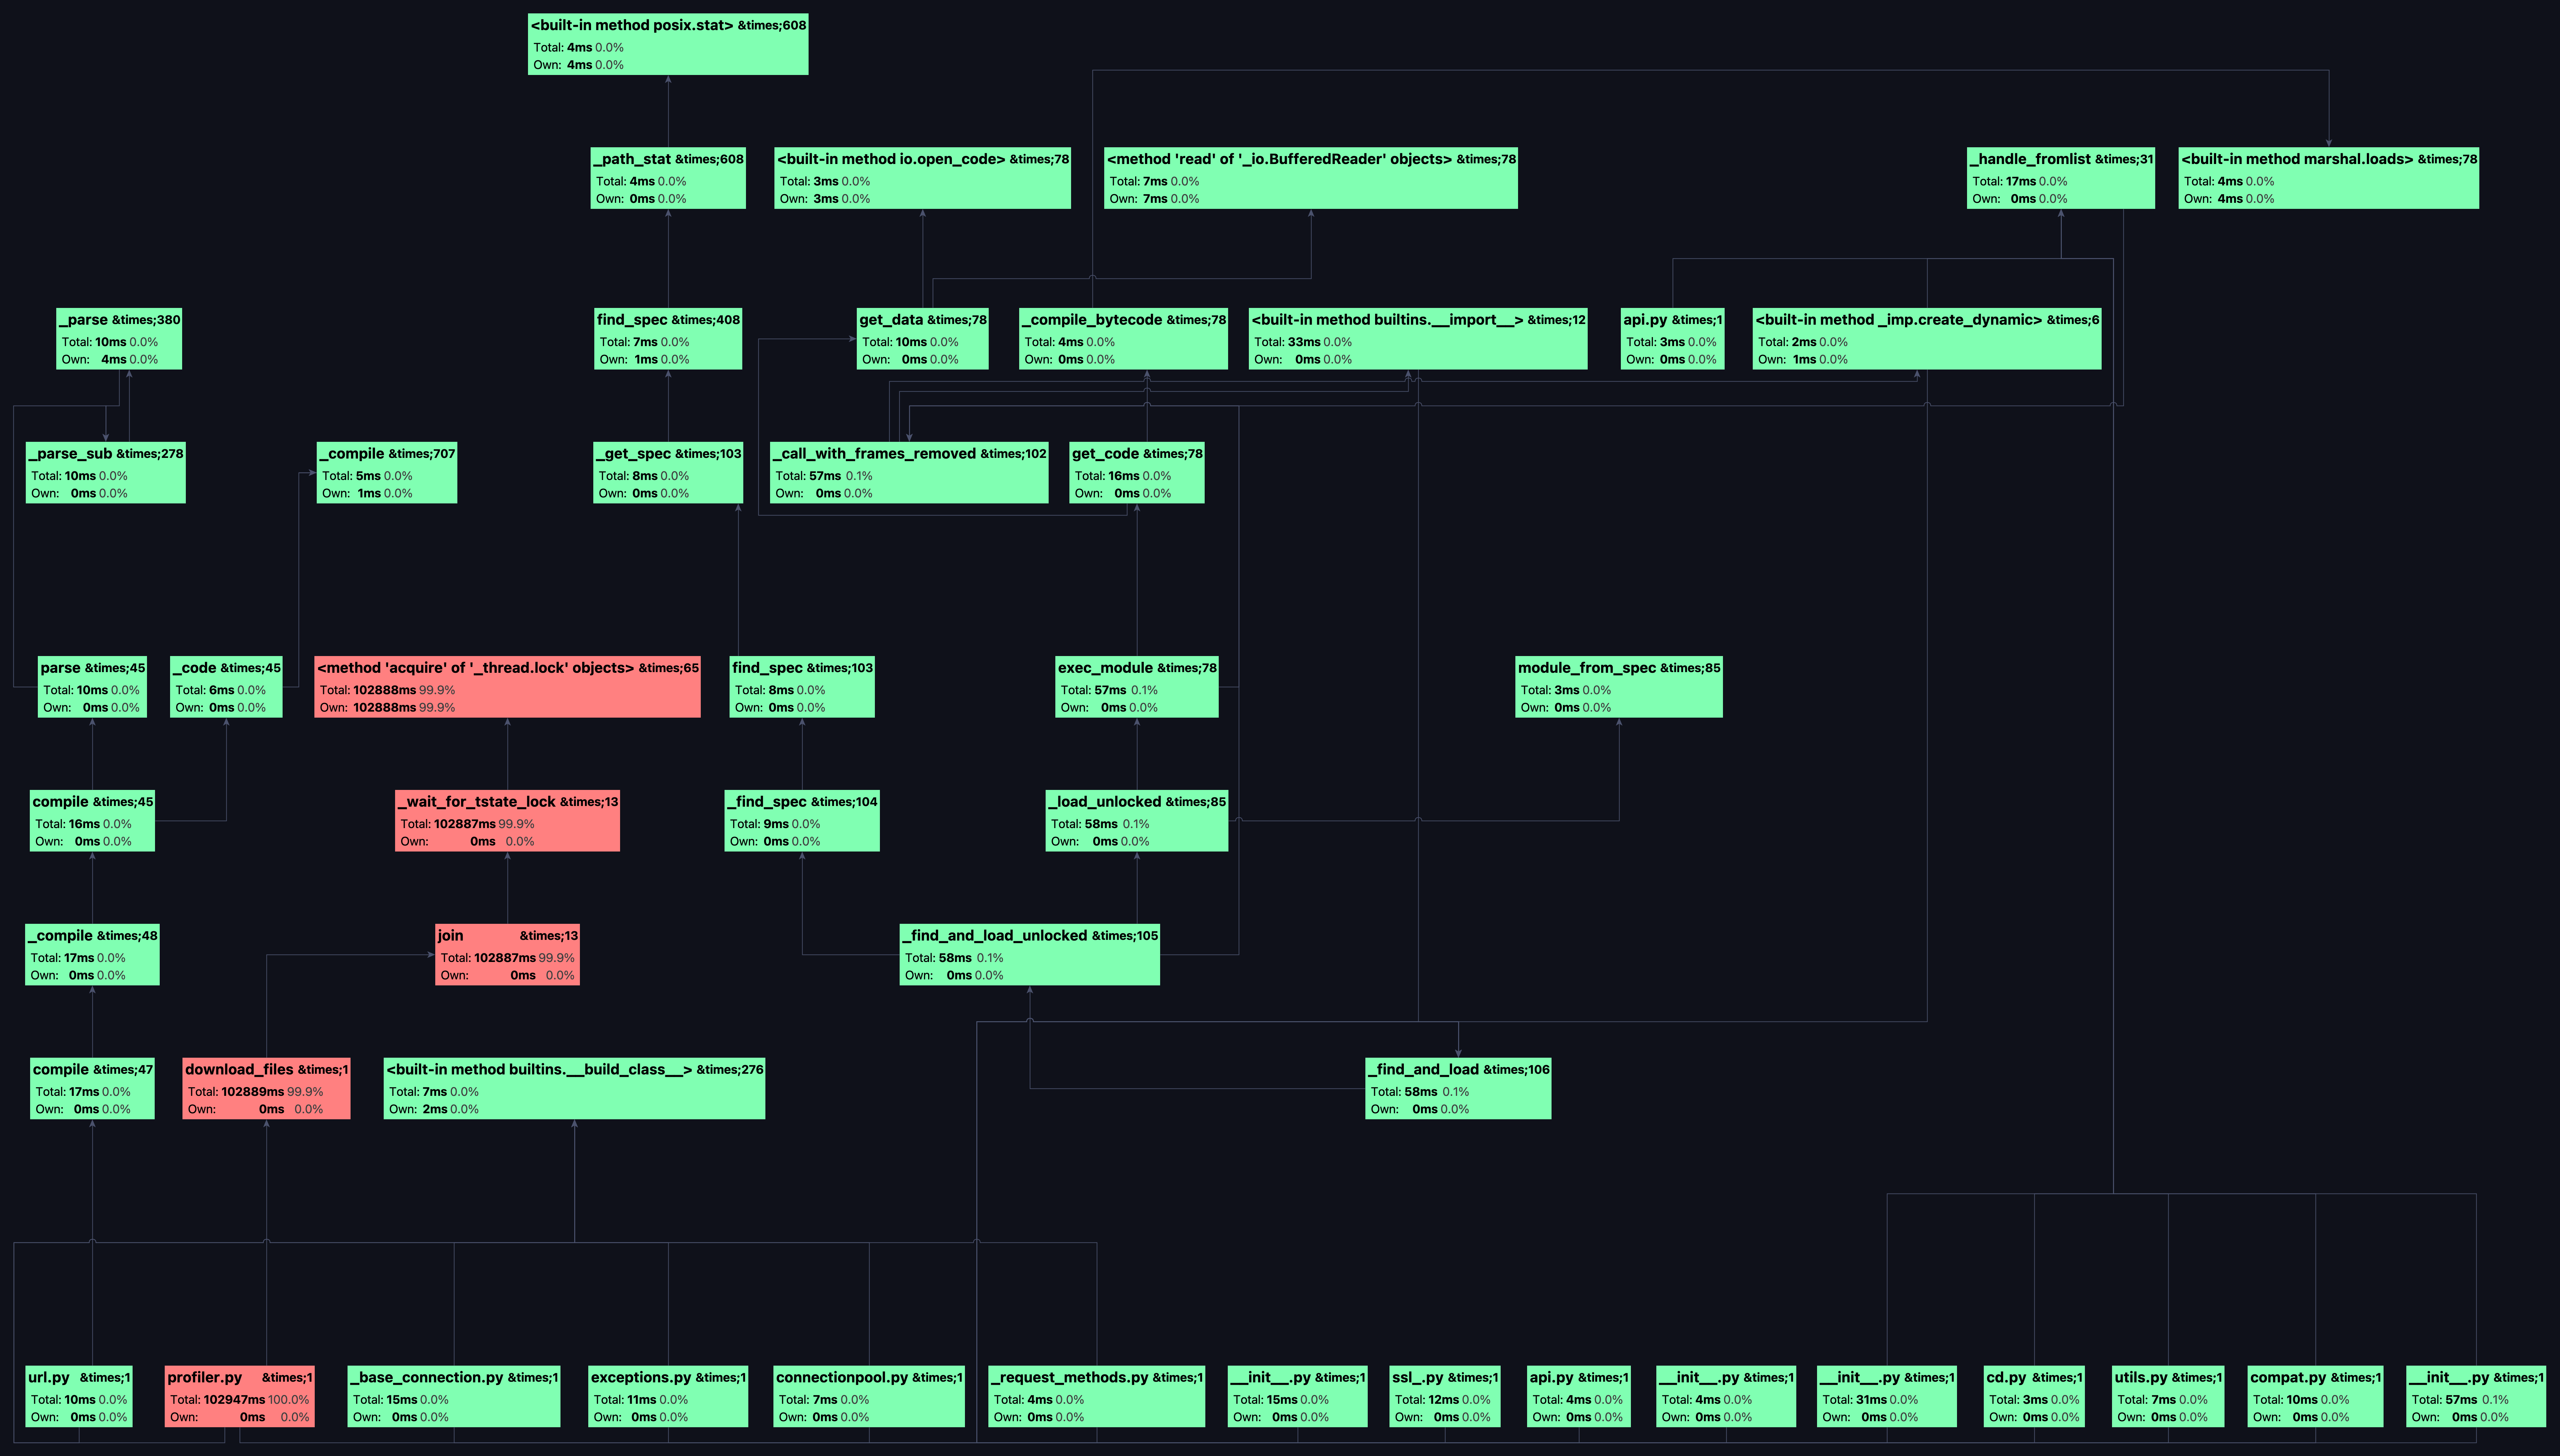 <built-in method posix.stat> &times;608
Total: 4ms 0.0%
Own: 4ms 0.0%
_path_stat &times;608
Total: 4ms 0.0%
Own: 0ms 0.0%
<built-in method io.open_code> &times;78
Total: 3ms 0.0%
Own: 3ms 0.0%
<method 'read' of '_io.BufferedReader' objects> &times;78
Total: 7ms 0.0%
Own: 7ms 0.0%
_handle_fromlist &times;31
Total: 17ms 0.0%
Own: 0ms 0.0%
<built-in method marshal.loads> &times;78
Total: 4ms 0.0%
Own: 4ms 0.0%
_parse &times;380
Total: 10ms 0.0%
Own: 4ms 0.0%
find_spec &times;408
Total: 7ms 0.0%
Own: 1ms 0.0%
get_data &times;78
Total: 10ms 0.0%
Own: 0ms 0.0%
_compile_bytecode &times;78
Total: 4ms 0.0%
Own: 0ms 0.0%
<built-in method builtins.__import__> &times;12
Total: 33ms 0.0%
Own: 0ms 0.0%
api.py &times;1
Total: 3ms 0.0%
Own: 0ms 0.0%
<built-in method _imp.create_dynamic> &times;6
Total: 2ms 0.0%
Own: 1ms 0.0%
_parse_sub &times;278
Total: 10ms 0.0%
Own: 0ms 0.0%
_compile &times;707
Total: 5ms 0.0%
Own: 1ms 0.0%
_get_spec &times;103
Total: 8ms 0.0%
Own: 0ms 0.0%
_call_with_frames_removed &times;102
Total: 57ms 0.1%
Own: 0ms 0.0%
get_code &times;78
Total: 16ms 0.0%
Own: 0ms 0.0%
parse &times;45
Total: 10ms 0.0%
Own: 0ms 0.0%
_code &times;45
Total: 6ms 0.0%
Own: 0ms 0.0%
<method 'acquire' of '_thread.lock' objects> &times;65
Total: 102888ms 99.9%
Own: 102888ms 99.9%
find_spec &times;103
Total: 8ms 0.0%
Own: 0ms 0.0%
exec_module &times;78
Total: 57ms 0.1%
Own: 0ms 0.0%
module_from_spec &times;85
Total: 3ms 0.0%
Own: 0ms 0.0%
compile &times;45
Total: 16ms 0.0%
Own: 0ms 0.0%
_wait_for_tstate_lock &times;13
Total: 102887ms 99.9%
Own: 0ms 0.0%
_find_spec &times;104
Total: 9ms 0.0%
Own: 0ms 0.0%
_load_unlocked &times;85
Total: 58ms 0.1%
Own: 0ms 0.0%
_compile &times;48
Total: 17ms 0.0%
Own: 0ms 0.0%
join &times;13
Total: 102887ms 99.9%
Own: 0ms 0.0%
_find_and_load_unlocked &times;105
Total: 58ms 0.1%
Own: 0ms 0.0%
compile &times;47
Total: 17ms 0.0%
Own: 0ms 0.0%
download_files &times;1
Total: 102889ms 99.9%
Own: 0ms 0.0%
<built-in method builtins.__build_class__> &times;276
Total: 7ms 0.0%
Own: 2ms 0.0%
_find_and_load &times;106
Total: 58ms 0.1%
Own: 0ms 0.0%
url.py &times;1
Total: 10ms 0.0%
Own: 0ms 0.0%
profiler.py &times;1
Total: 102947ms 100.0%
Own: 0ms 0.0%
_base_connection.py &times;1
Total: 15ms 0.0%
Own: 0ms 0.0%
exceptions.py &times;1
Total: 11ms 0.0%
Own: 0ms 0.0%
connectionpool.py &times;1
Total: 7ms 0.0%
Own: 0ms 0.0%
_request_methods.py &times;1
Total: 4ms 0.0%
Own: 0ms 0.0%
__init__.py &times;1
Total: 15ms 0.0%
Own: 0ms 0.0%
ssl_.py &times;1
Total: 12ms 0.0%
Own: 0ms 0.0%
api.py &times;1
Total: 4ms 0.0%
Own: 0ms 0.0%
__init__.py &times;1
Total: 4ms 0.0%
Own: 0ms 0.0%
__init__.py &times;1
Total: 31ms 0.0%
Own: 0ms 0.0%
cd.py &times;1
Total: 3ms 0.0%
Own: 0ms 0.0%
utils.py &times;1
Total: 7ms 0.0%
Own: 0ms 0.0%
compat.py &times;1
Total: 10ms 0.0%
Own: 0ms 0.0%
__init__.py &times;1
Total: 57ms 0.1%
Own: 0ms 0.0%